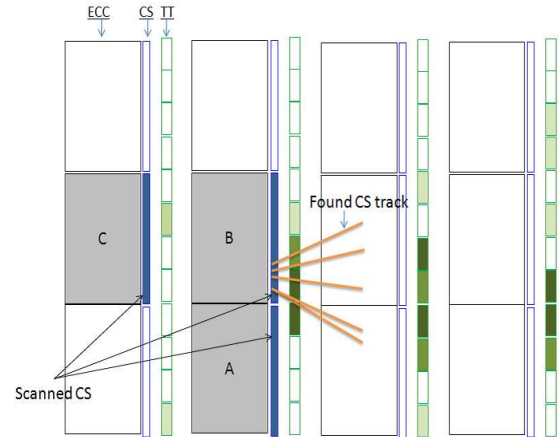 ECC CS TT
Found CS track
C
B
A
Scanned CS